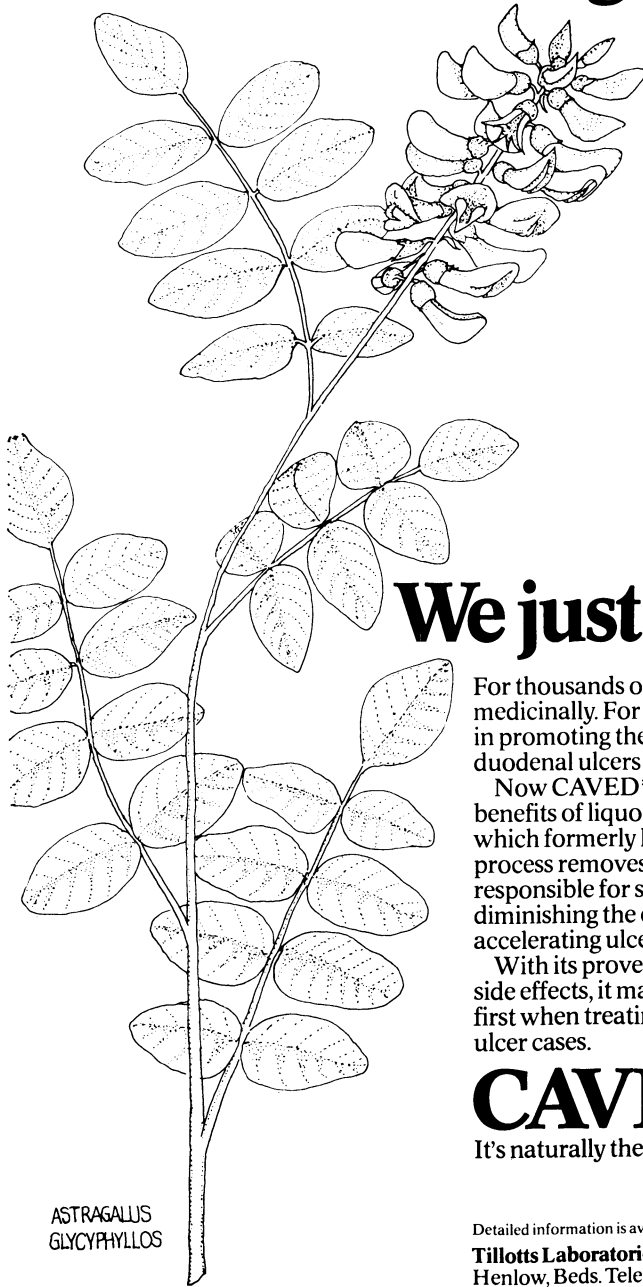 We just
For thousands o
medicinally. For
in promoting the
duodenal ulcers
Now CAVED
benefits of liquo
which formerly
process removes
responsible for s
diminishing the
accelerating ulce
With its prove
side effects, it ma
first when treatin
ulcer cases.
CAVE
It's naturally the
Detailed information is av
Tillotts Laboratori
Henlow, Beds. Tele
ASTRAGALUS
GLYCYPHYLLOS